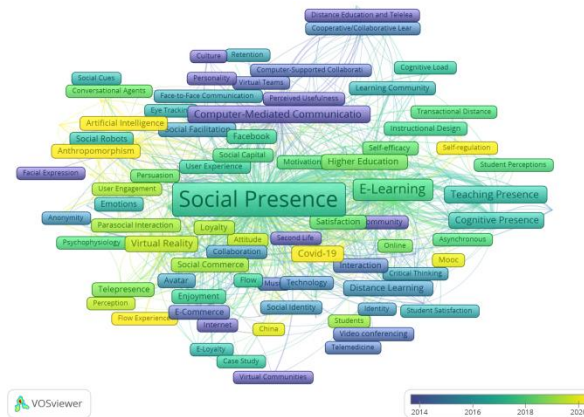 Distance Education and Telelea
Cooperative/Collaborative Lear
Culture
Retention
Social Cues
Personality
Computer-Supported Collaborati
Cognitive Load
Conversational Agents
Virtual Teams
Face-to-Face Communication
Perceived Usefulness
Learning Community
Eye Trackin
Computer-Mediated Communicatio
Transactional Distance
Artificial Intelligence
Social Facilitation
Facebook
Instructional Design
Social Robots
Anthropomorphism
Social Capital
Self-efficacy
Self-regulation
Persuasion
User Experience
Motivation
Higher Education
Student Perceptions
Facial Expression
User Engagement
Social Presence
E-Learning
Teaching Presence
Emotions
Parasocial Interaction
Anonymity
Loyalty
Satisfaction
ommunity
Cognitive Presence
Psychophysiology
Virtual Reality
Attitude
Second Life
Online
Asynchronous
Collaboration
Covid-19
Social Commerce
Interaction
Mooc
Critical Thinking
Telepresence
Avatar
Flow
Musi
Technology
Distance Learning
Perception
Enjoyment
Social Identity
Identity
Student Satisfaction
Flow Experience
E-Commerce
Internet
China
Students
Video conferencing
E-Loyalty
Telemedicine
Case Study
Virtual Communities
VOSviewer
2014 2016 2018